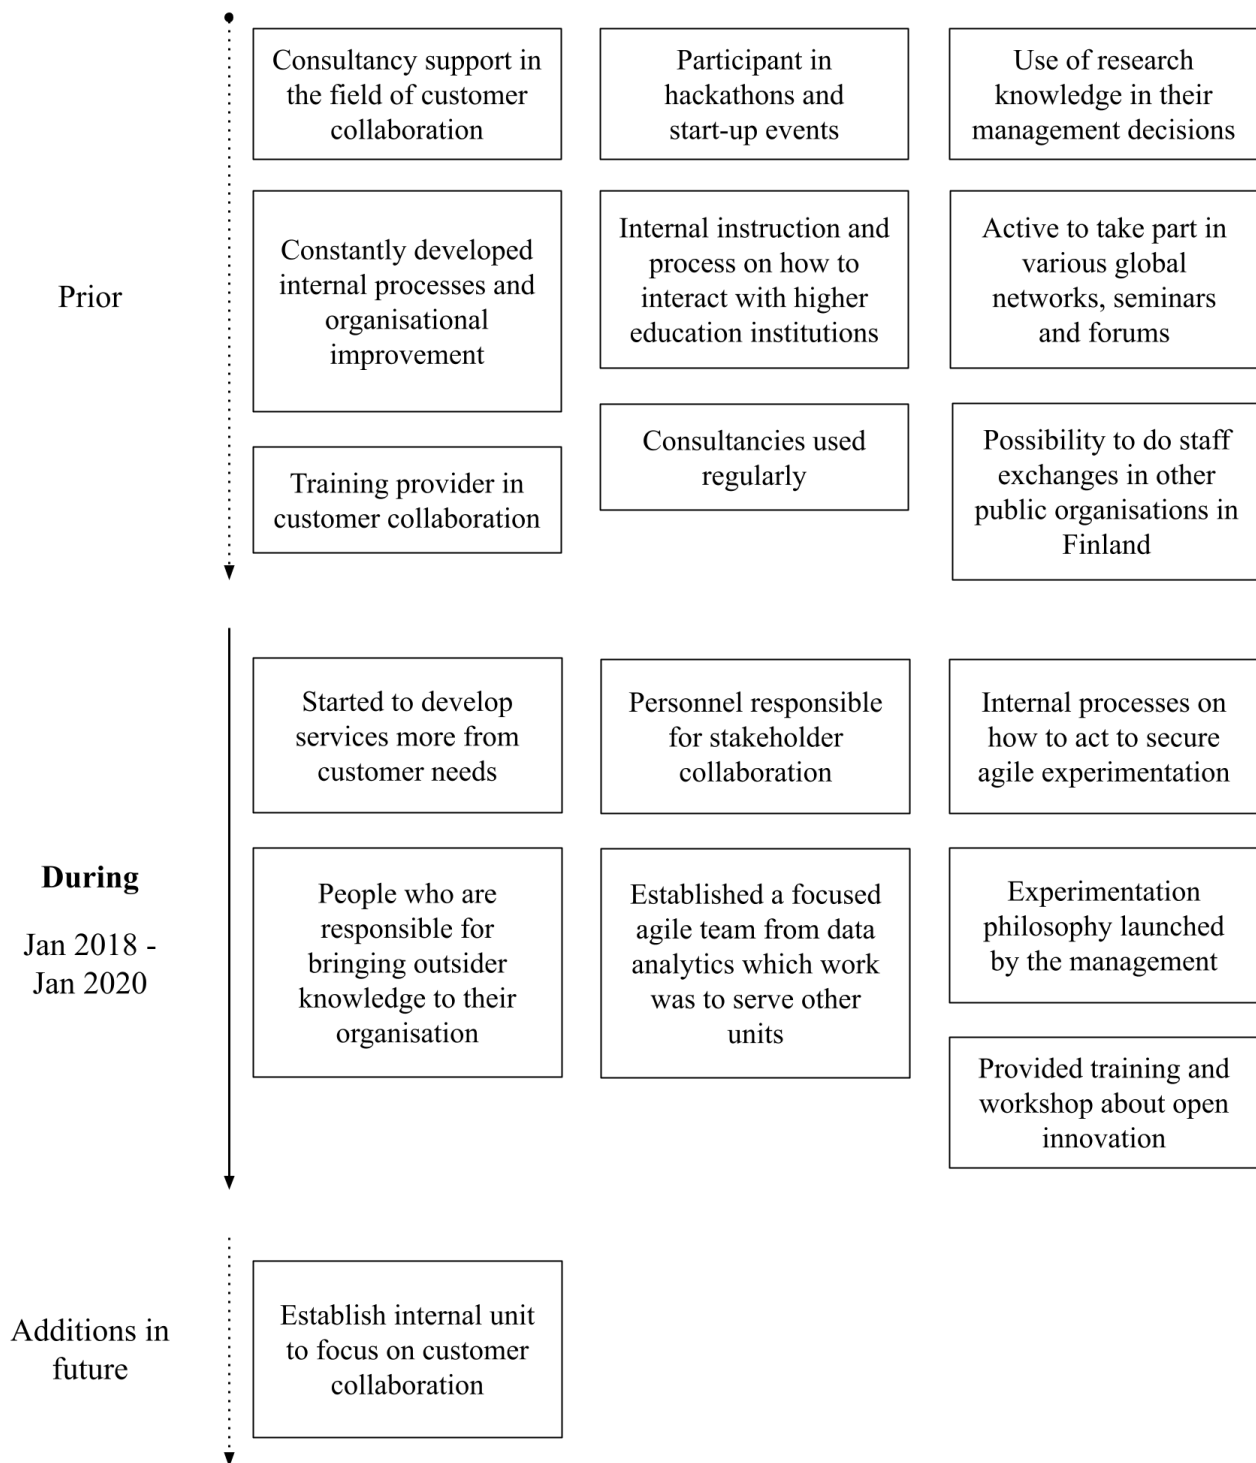 Prior
Consultancy support in
the field of customer
collaboration
Participant in
hackathons and
start-up events
Use of research
knowledge in their
management decisions
Constantly developed
internal processes and
organisational
improvement
Internal instruction and
process on how to
interact with higher
education institutions
Active to take part in
various global
networks, seminars
and forums
Training provider in
customer collaboration
Consultancies used
regularly
Possibility to do staff
exchanges in other
public organisations in
Finland
During
Jan 2018 -
Jan 2020
Started to develop
services more from
customer needs
Personnel responsible
for stakeholder
collaboration
Internal processes on
how to act to secure
agile experimentation
People who are
responsible for
bringing outsider
knowledge to their
organisation
Established a focused
agile team from data
analytics which work
was to serve other
units
Experimentation
philosophy launched
by the management
Provided training and
workshop about open
innovation
Additions in
future
Establish internal unit
to focus on customer
collaboration